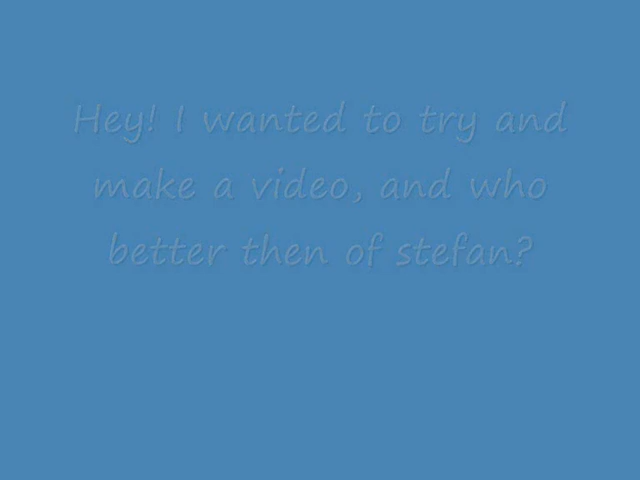 Hey! I wanted to try and
make a video, and who
better then of stefan?